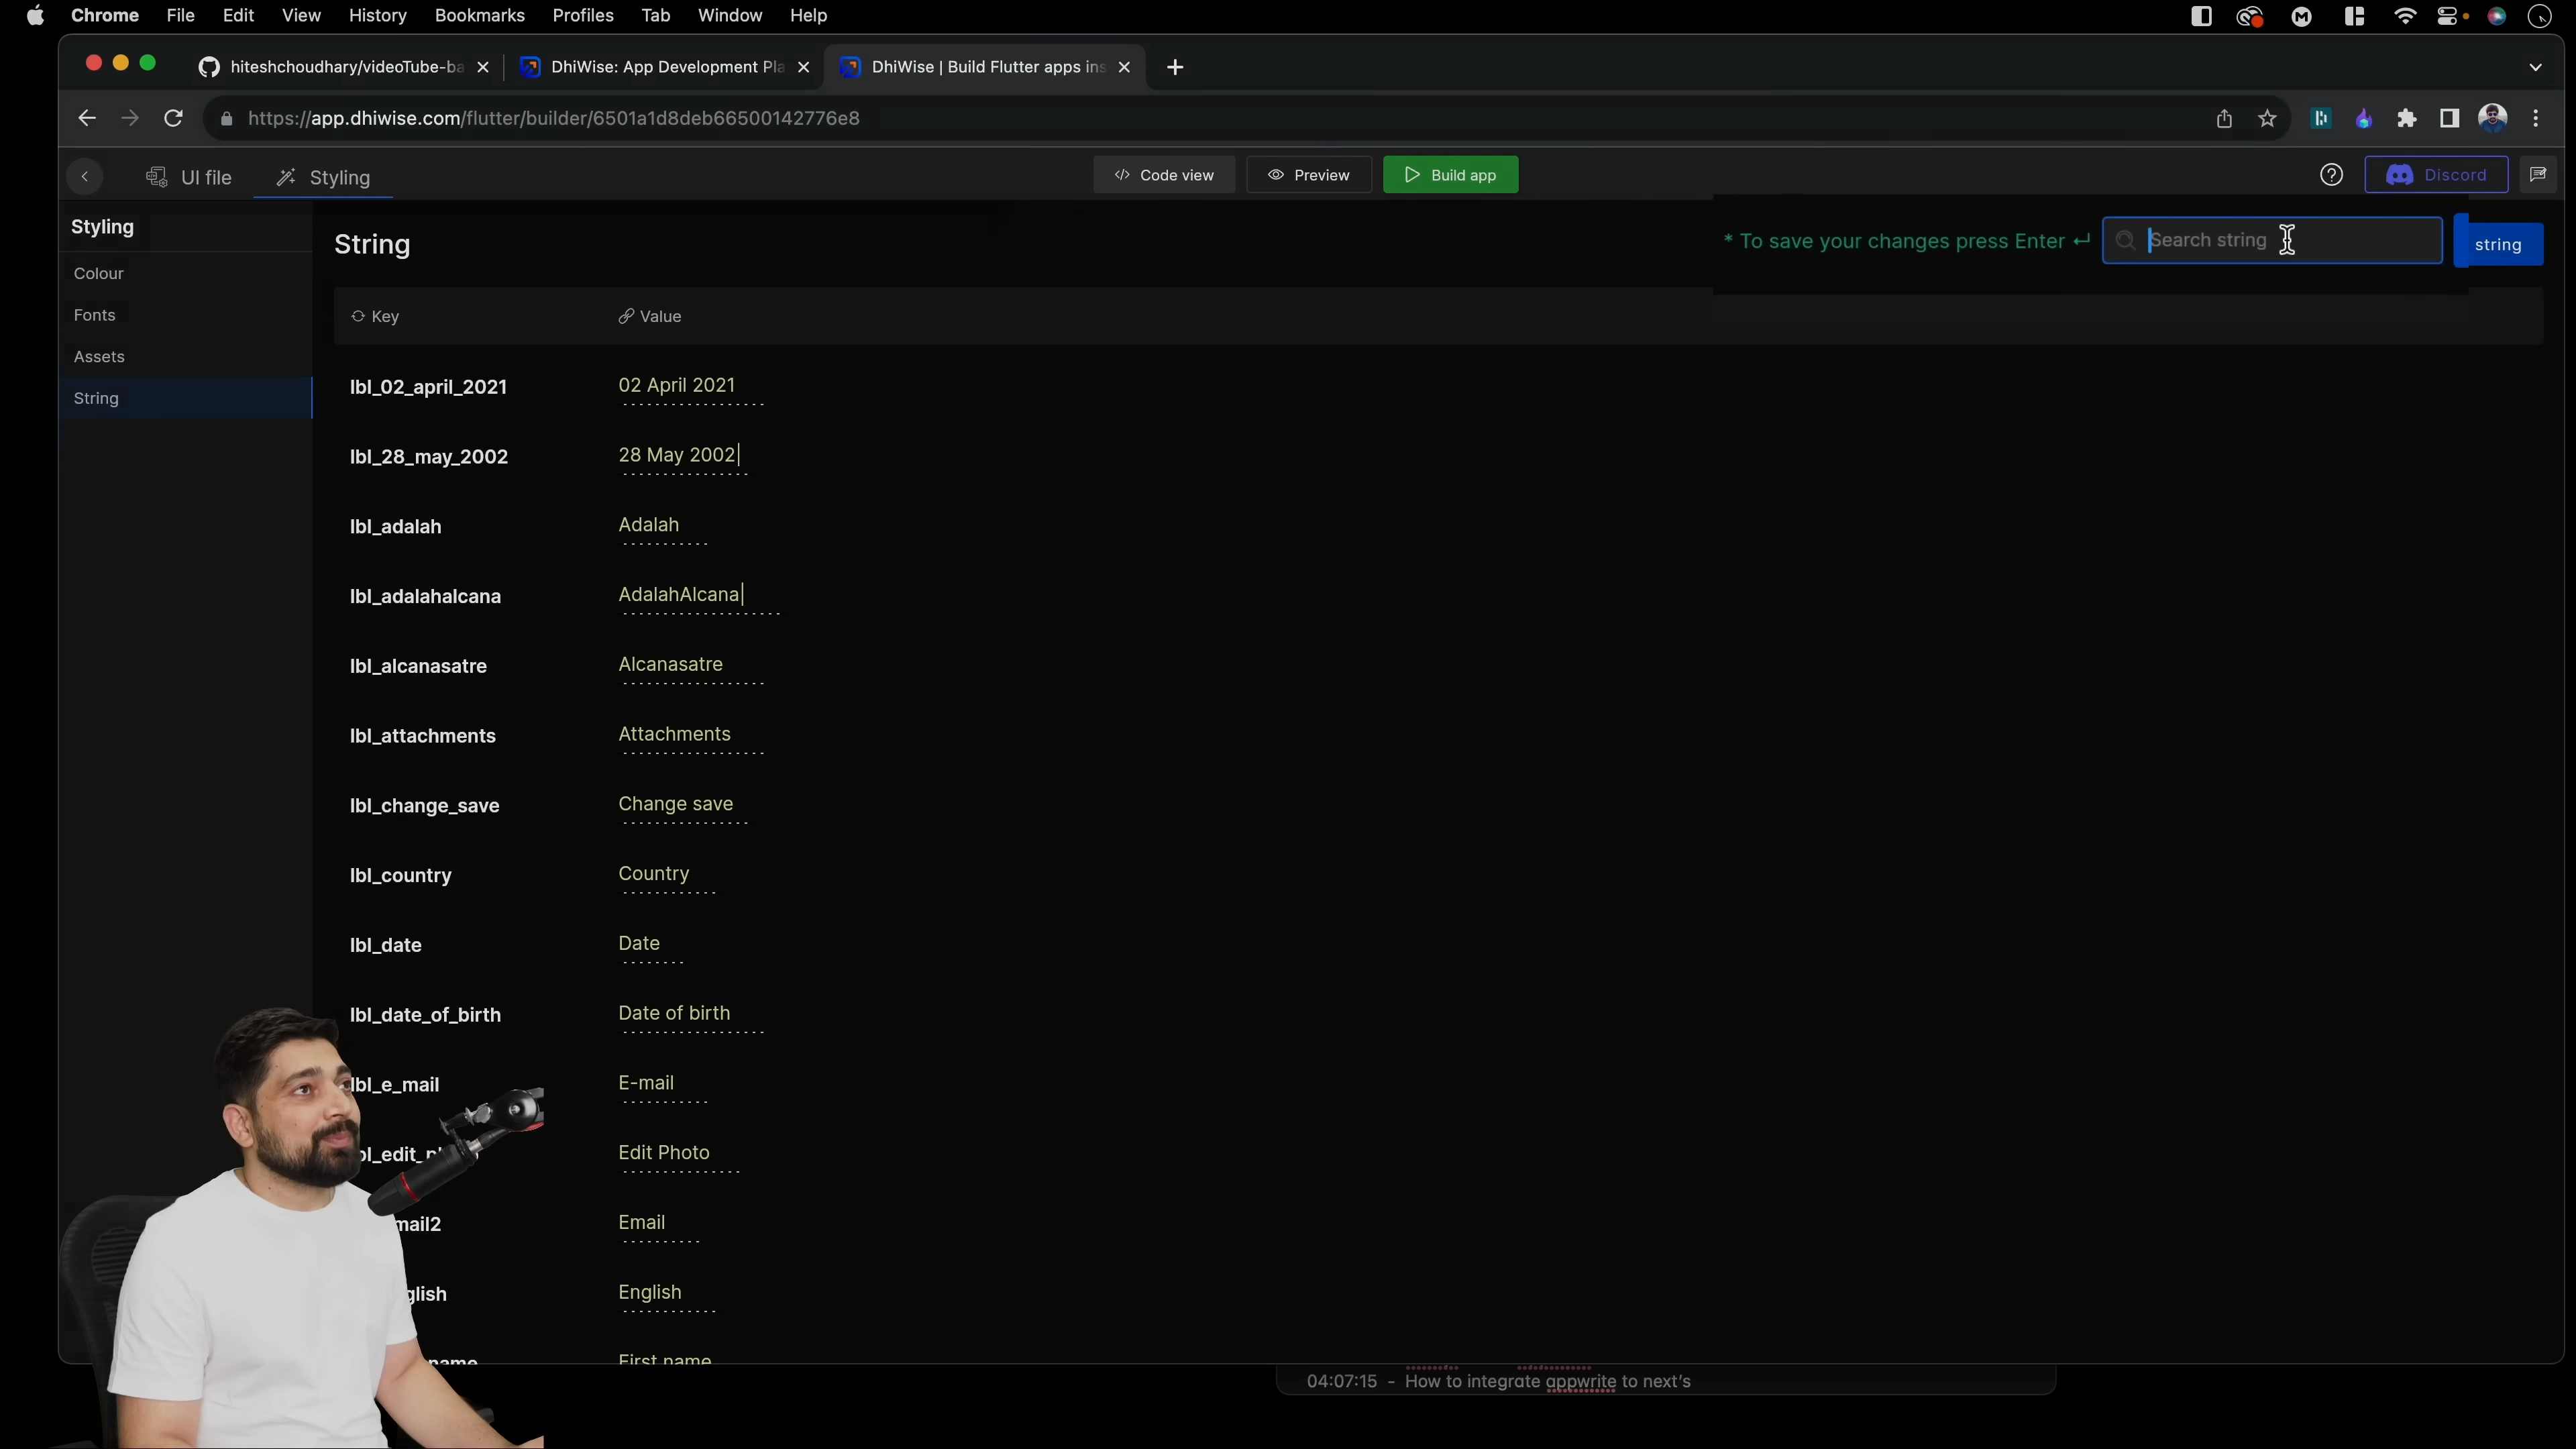 Chrome File Edit View History Bookmarks Profiles Tab Window Help
hiteshchoudhary/videoTube-ba
DhiWise: App Development Pla
DhiWise | Build Flutter apps ins
https://app.dhiwise.com/flutter/builder/6501a1d8deb66500142776e8
UI file Styling Code view Preview Build app Discord
Styling
Colour
Fonts
Assets
String
String
* To save your changes press Enter ↵
Search string
string
Key Value
lbl_02_april_2021 02 April 2021
lbl_28_may_2002 28 May 2002
lbl_adalah Adalah
lbl_adalahalcana AdalahAlcana
lbl_alcanasatre Alcanasatre
lbl_attachments Attachments
lbl_change_save Change save
lbl_country Country
lbl_date Date
lbl_date_of_birth Date of birth
lbl_e_mail E-mail
Edit Photo
mail2 Email
glish English
name First name
04:07:15 - How to integrate appwrite to next's